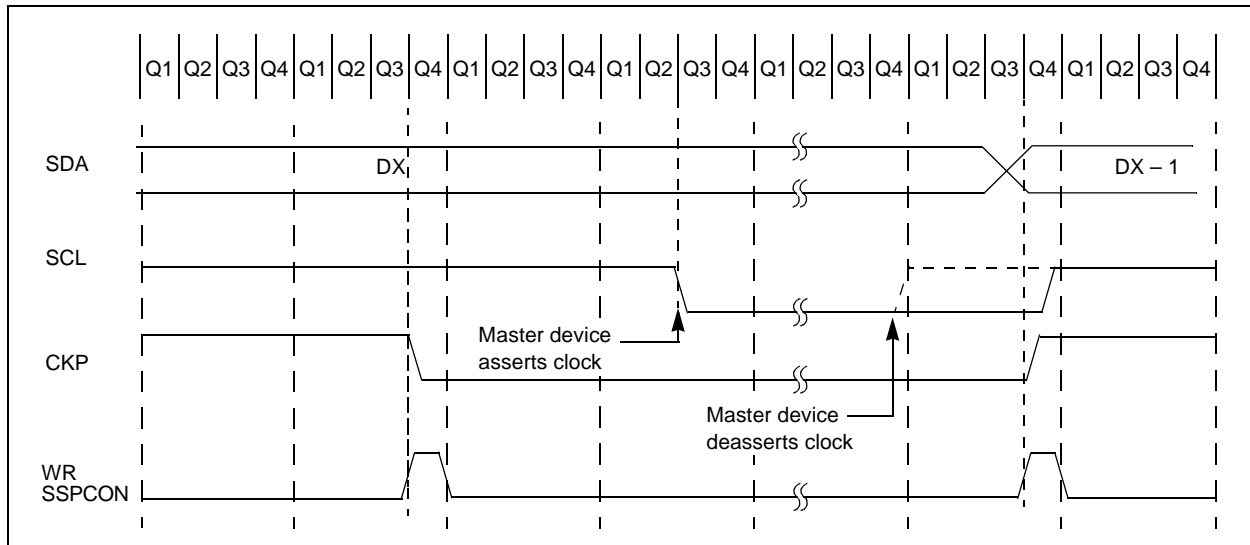 Q1 Q2 Q3 Q4 Q1 Q2 Q3 Q4 Q1 Q2 Q3 Q4 Q1 Q2 Q3 Q4 Q1 Q2 Q3 Q4 Q1 Q2 Q3 Q4 Q1 Q2 Q3 Q4
SDA
DX
DX – 1
SCL
Master device
asserts clock
CKP
Master device
deasserts clock
WR
SSPCON